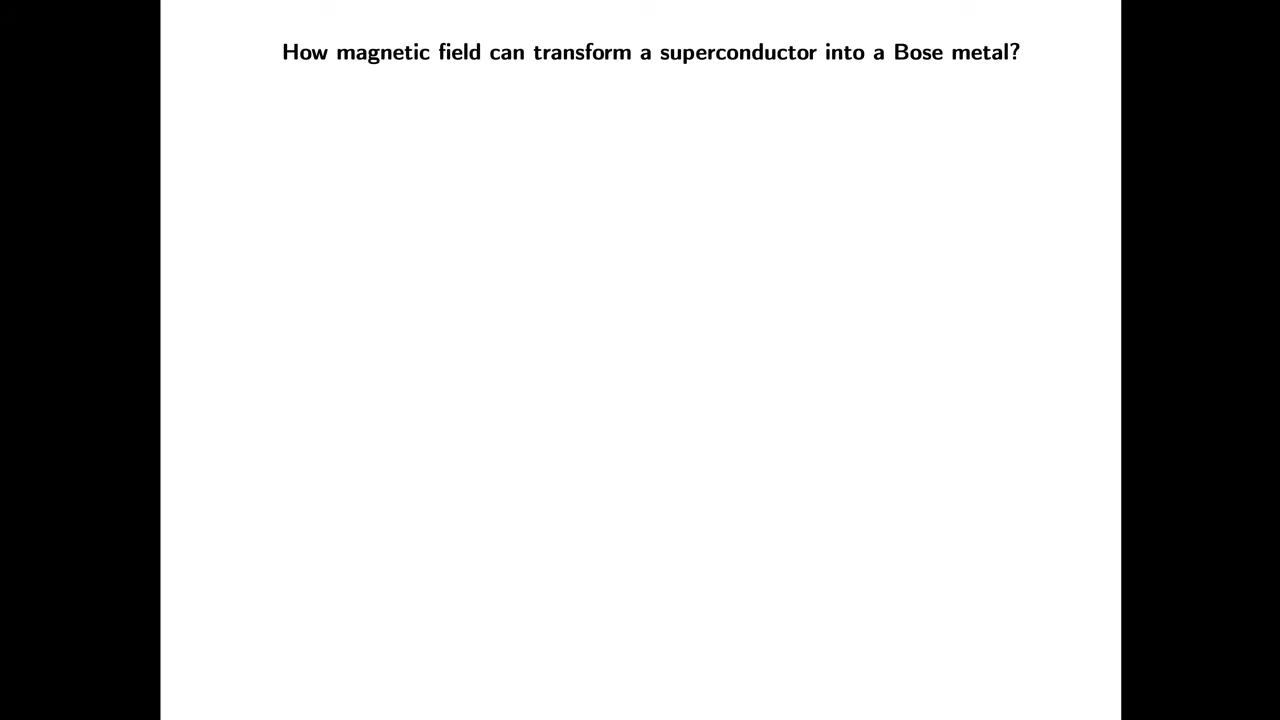 How magnetic field can transform a superconductor into a Bose metal?